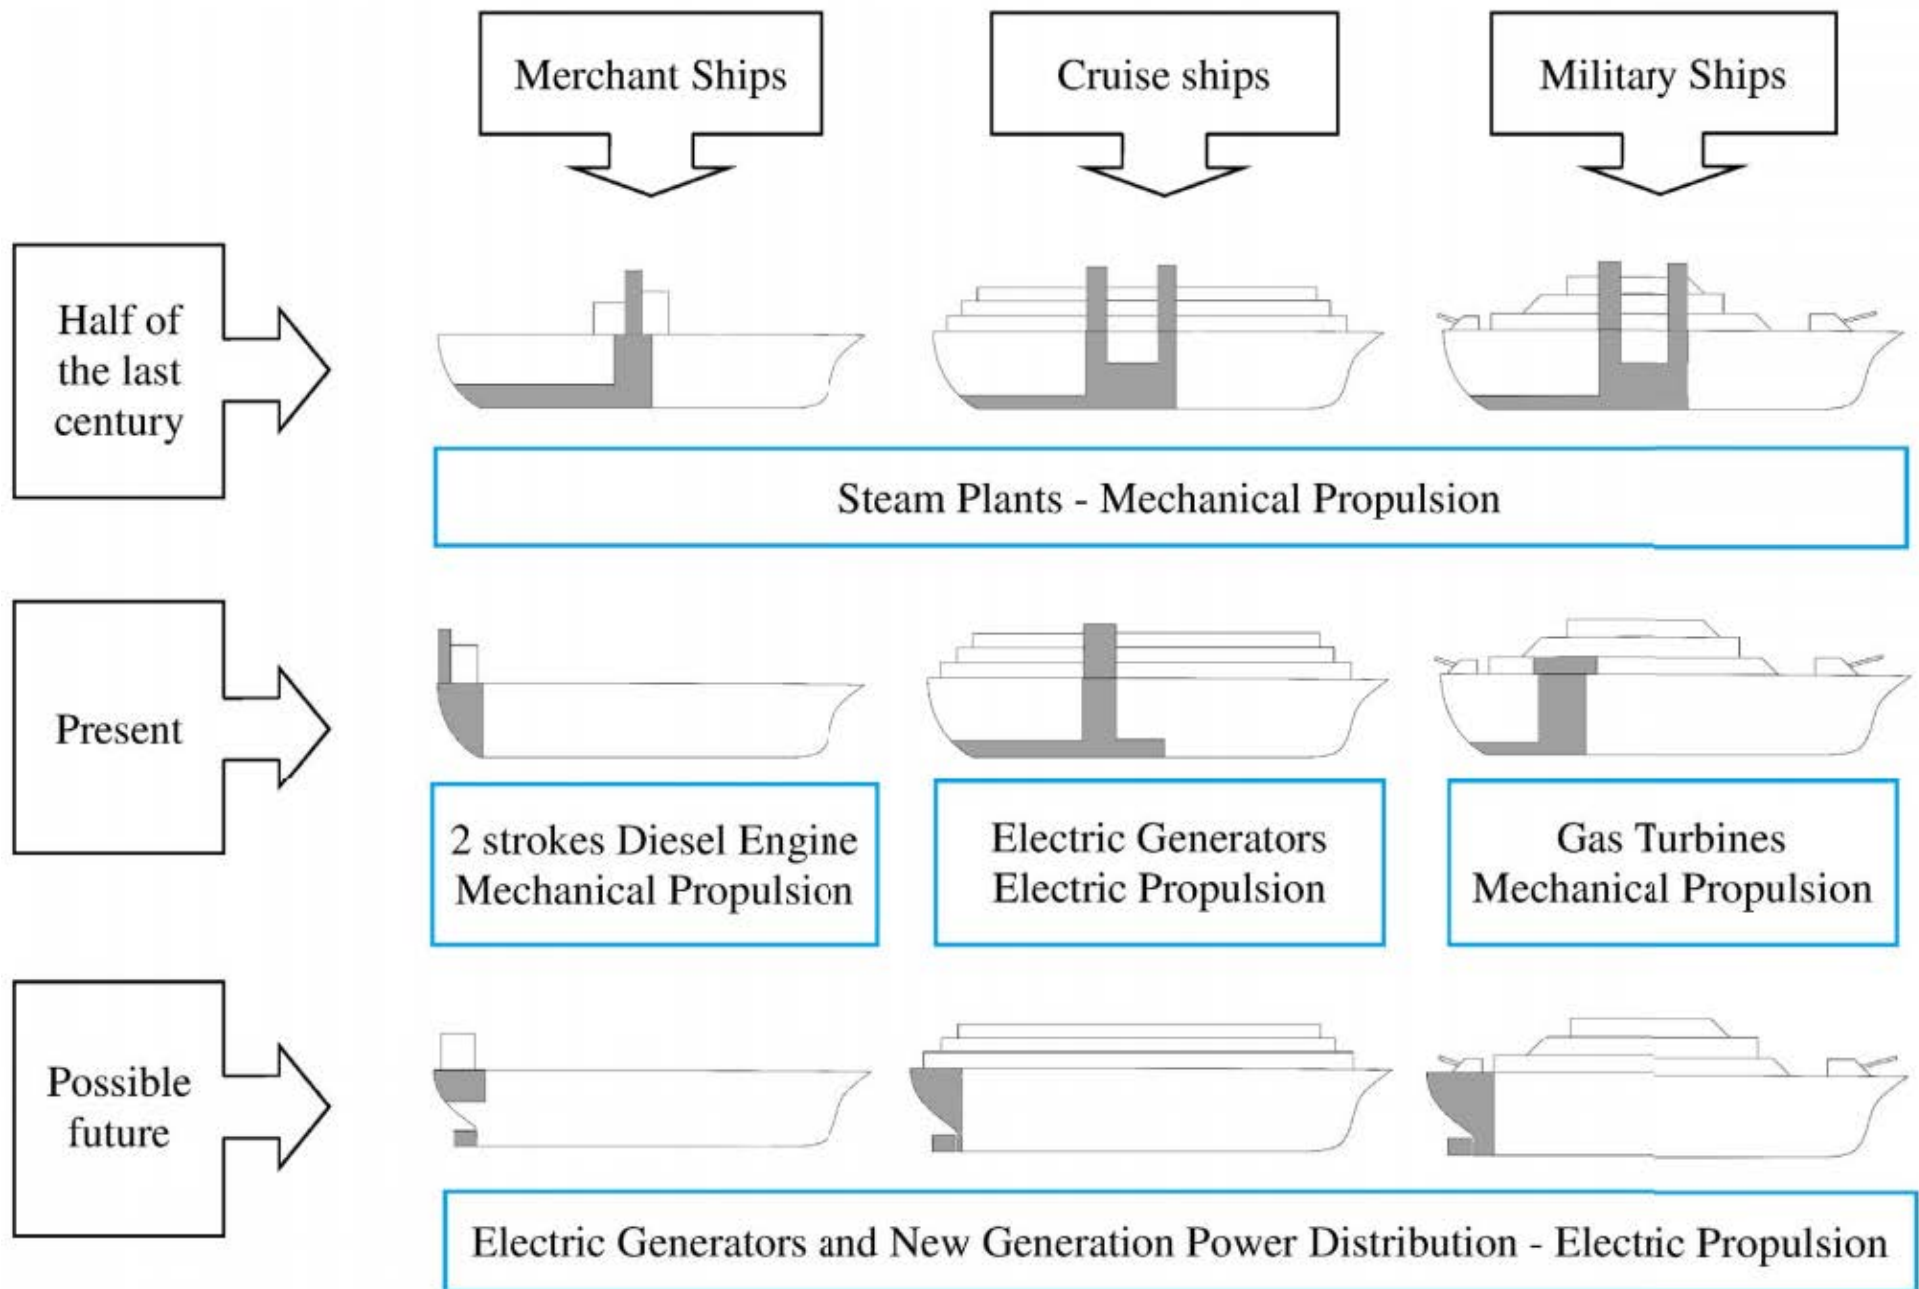 Merchant Ships
Cruise ships
Military Ships
Half of
the last
century
Steam Plants - Mechanical Propulsion
Present
2 strokes Diesel Engine
Mechanical Propulsion
Electric Generators
Electric Propulsion
Gas Turbines
Mechanical Propulsion
Possible
future
Electric Generators and New Generation Power Distribution - Electric Propulsion